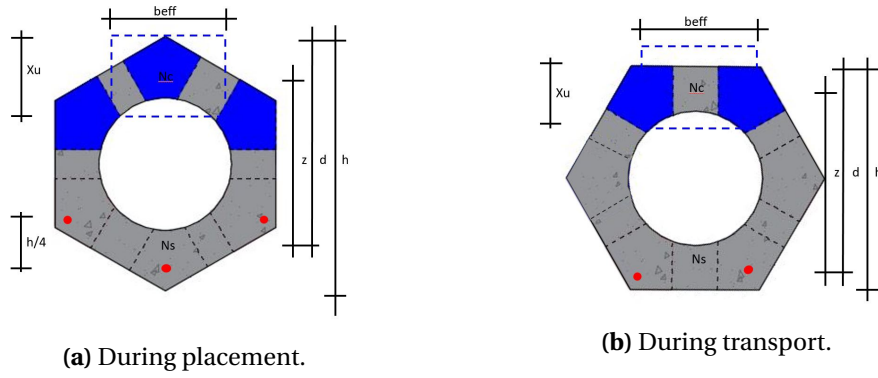 beff
Xu
Nc
z
d
h
h/4
Ns
(a) During placement.
beff
Xu
Nc
z
d
h
Ns
(b) During transport.